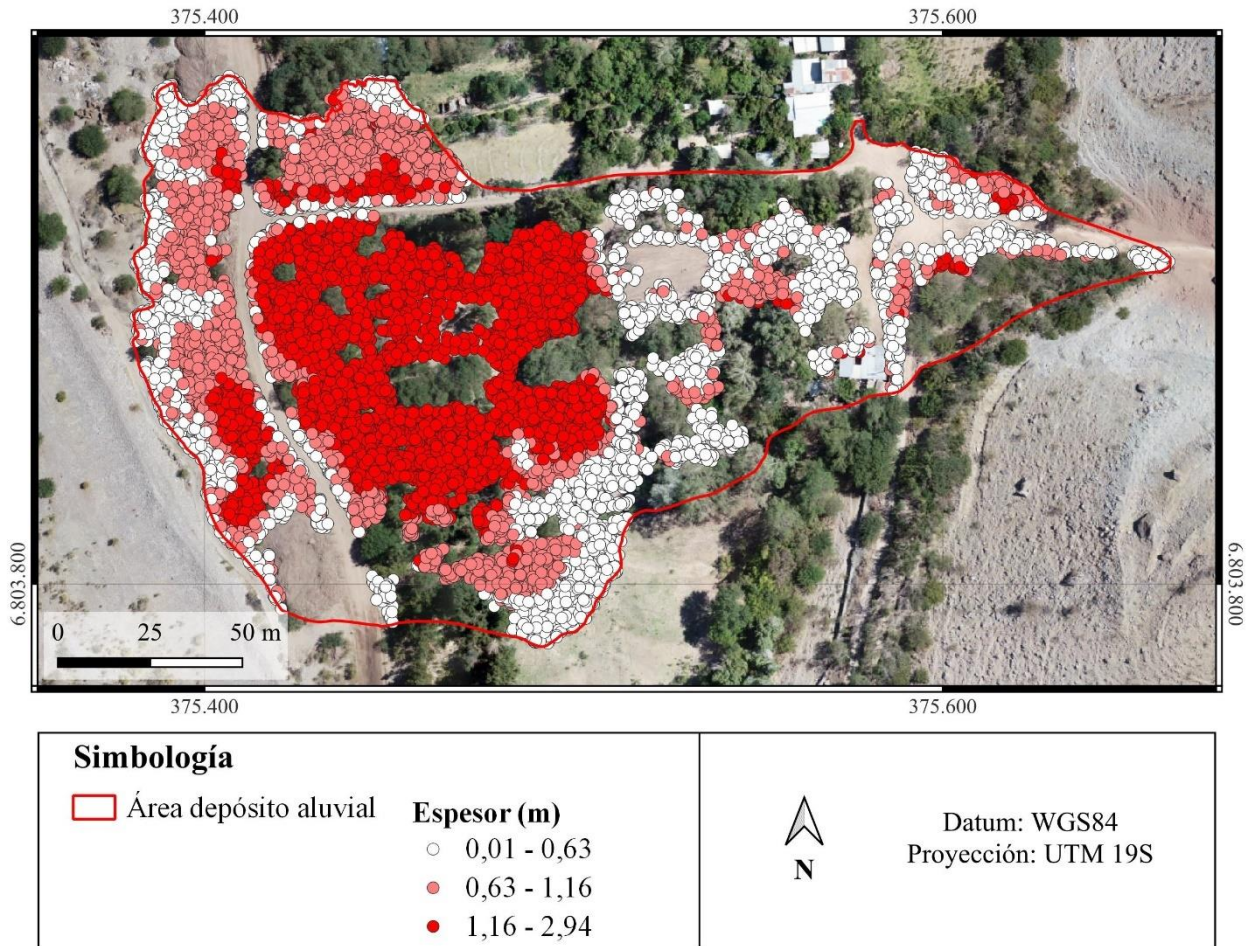 375.400
375.600
6.803.800
6.803.800
0 25 50 m
375.400
375.600
Simbología
Área depósito aluvial
Espesor (m)
0,01 - 0,63
0,63 - 1,16
1,16 - 2,94
N
Datum: WGS84
Proyección: UTM 19S